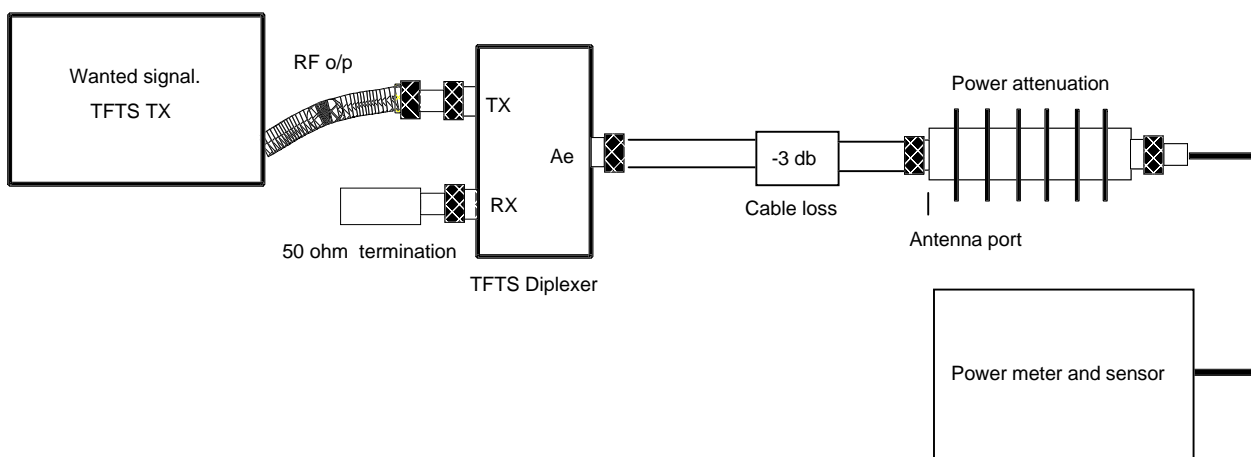 Wanted signal.
TFTS TX
RF o/p
TX
Ae
RX
50 ohm termination
TFTS Diplexer
-3 db
Cable loss
Power attenuation
Antenna port
Power meter and sensor